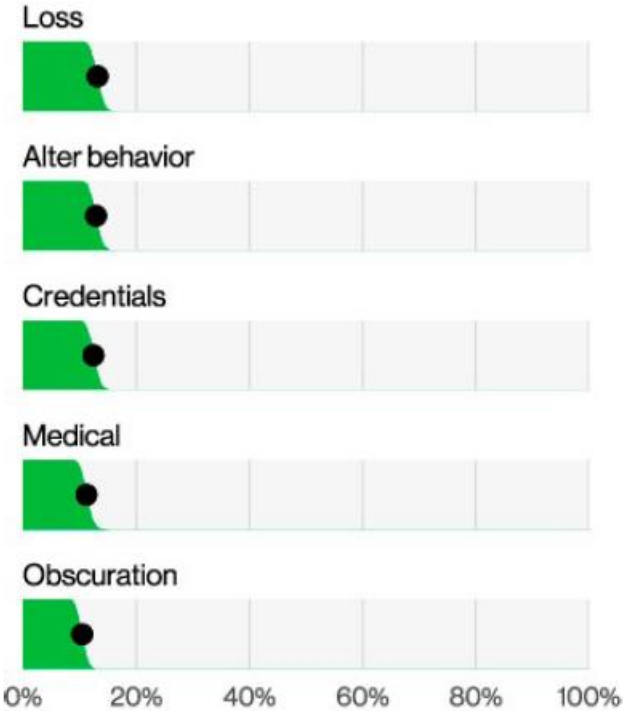 Loss
Alter behavior
Credentials
Medical
Obscuration
0% 20% 40% 60% 80% 100%